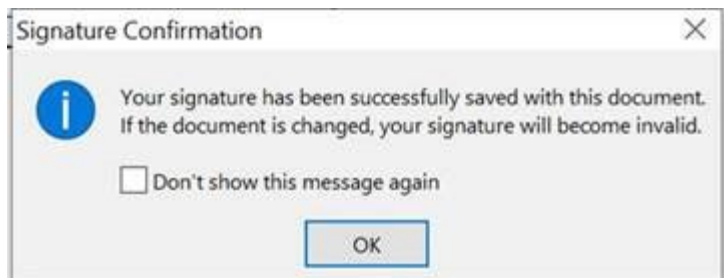 Signature Confirmation
Your signature has been successfully saved with this document.
If the document is changed, your signature will become invalid.
Don't show this message again
OK